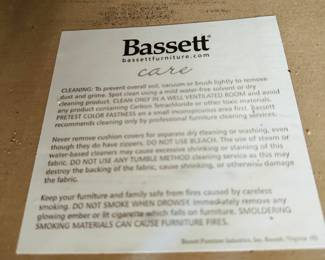 Bassett®
bassettfurniture.com
care
CLEANING: To prevent overall soil, vacuum or brush lightly to remove
dust and grime. Spot clean using a mild water-free solvent or dry
cleaning product. CLEAN ONLY IN A WELL VENTILATED ROOM and avoid
any product containing Carbon Tetrachloride or other toxic materials.
PRETEST COLOR FASTNESS on a small inconspicuous area first. Bassett
recommends cleaning only by professional furniture cleaning services.
Never remove cushion covers for separate dry cleaning or washing, even
though they do have zippers. DO NOT USE BLEACH. The use of steam or
water-based cleaners may cause excessive shrinking or staining of this
fabric. DO NOT USE ANY TUMBLE METHOD cleaning service as this may
destroy the backing of the fabric, cause shrinking, or otherwise damage
the fabric.
Keep your furniture and family safe from fires caused by careless
smoking. DO NOT SMOKE WHEN DROWSY. Immediately remove any
glowing ember or lit cigarette which falls on furniture. SMOLDERING
SMOKING MATERIALS CAN CAUSE FURNITURE FIRES.
Bassett Furniture Industries, Inc. Bassett, Virginia